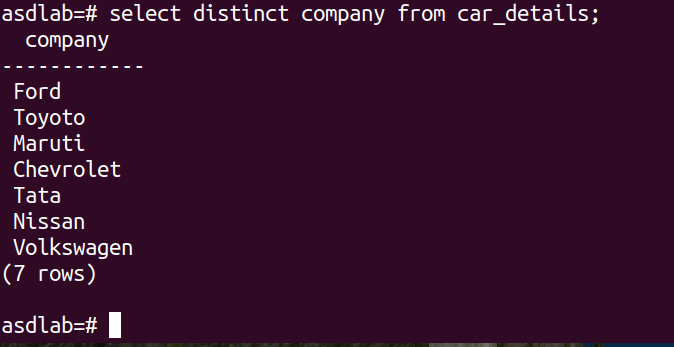 asdlab=# select distinct company from car_details;
company
------------
Ford
Toyoto
Maruti
Chevrolet
Tata
Nissan
Volkswagen
(7 rows)
asdlab=#